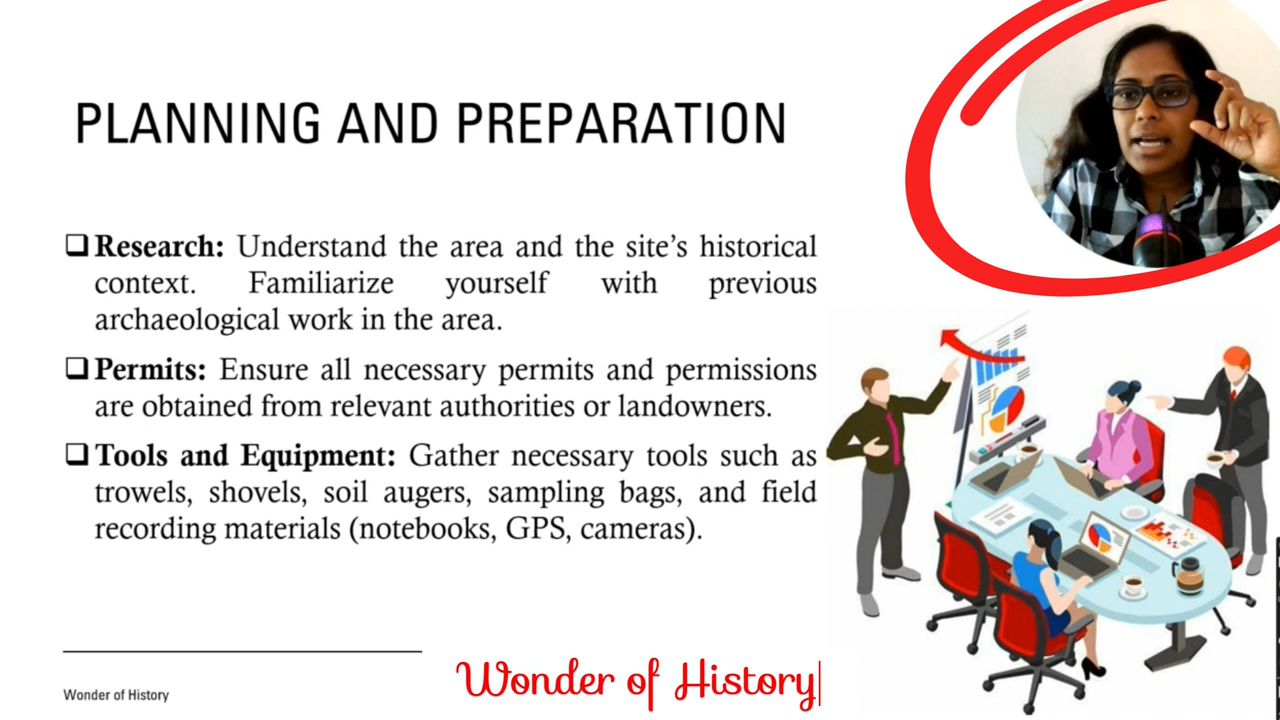 PLANNING AND PREPARATION
❑ Research: Understand the area and the site’s historical
context. Familiarize yourself with previous
archaeological work in the area.
❑ Permits: Ensure all necessary permits and permissions
are obtained from relevant authorities or landowners.
❑ Tools and Equipment: Gather necessary tools such as
trowels, shovels, soil augers, sampling bags, and field
recording materials (notebooks, GPS, cameras).
Wonder of History
Wonder of History